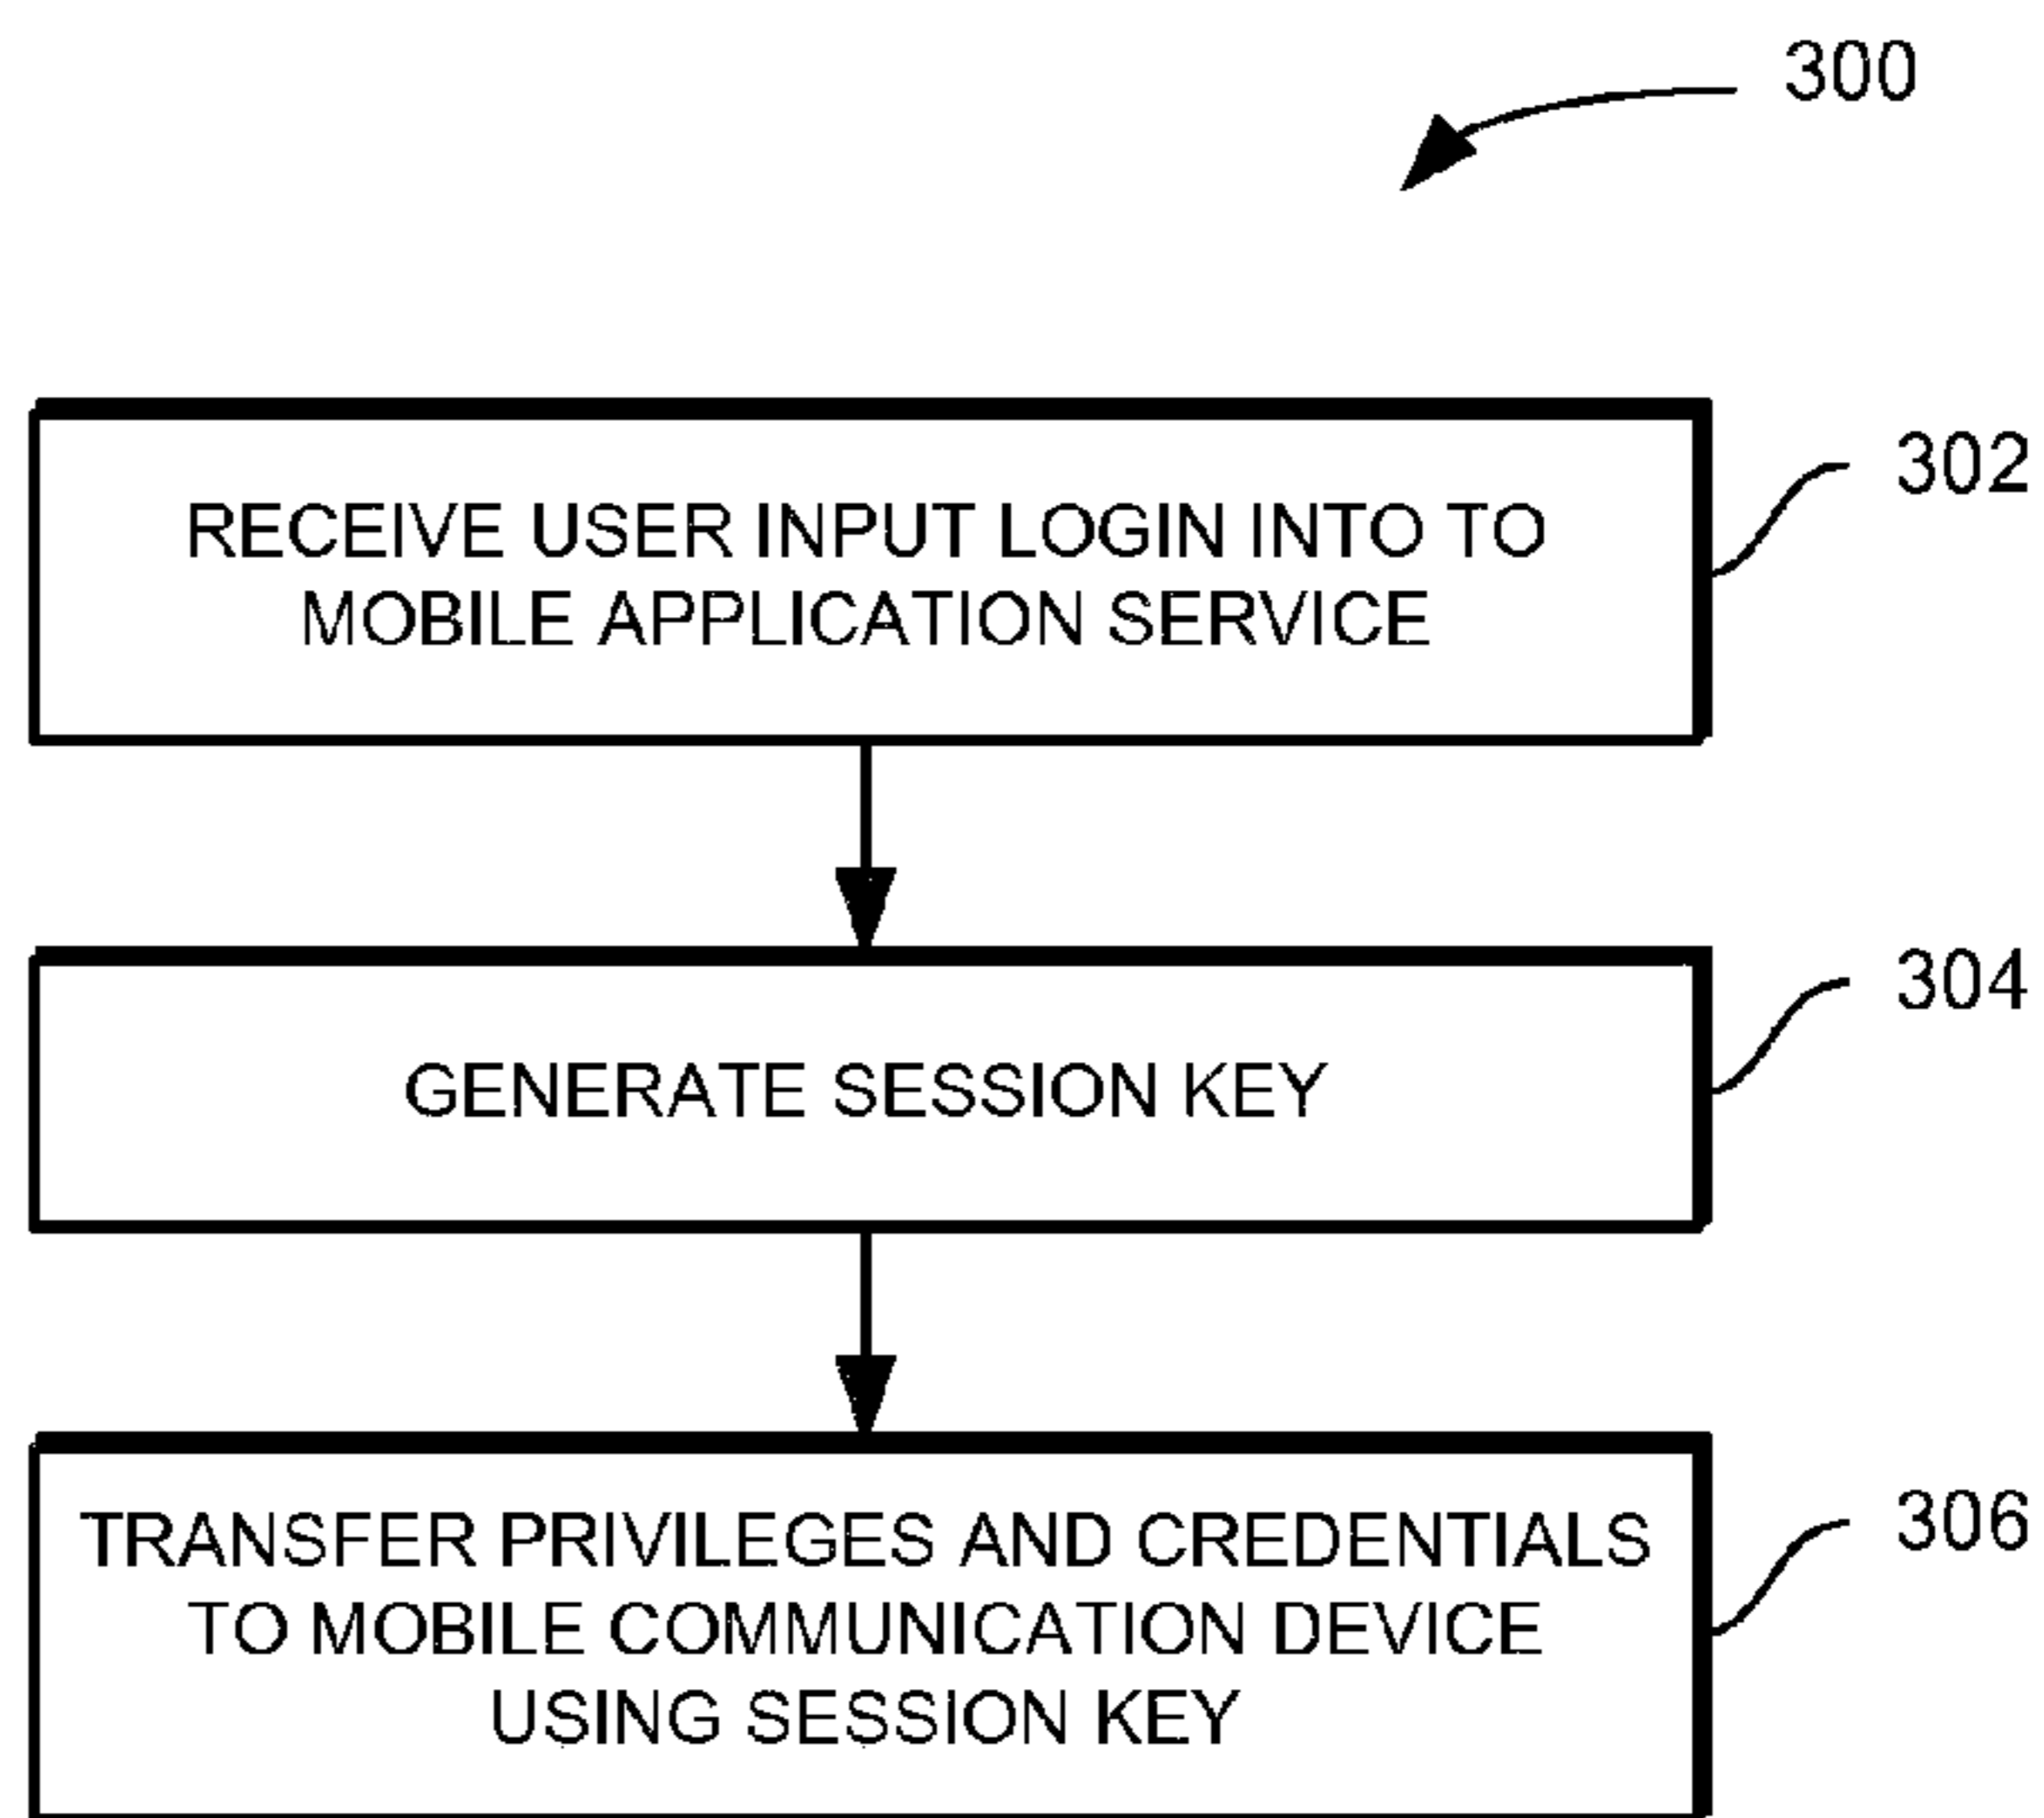 300
302
RECEIVE USER INPUT LOGIN INTO TO
MOBILE APPLICATION SERVICE
304
GENERATE SESSION KEY
306
TRANSFER PRIVILEGES AND CREDENTIALS
TO MOBILE COMMUNICATION DEVICE
USING SESSION KEY